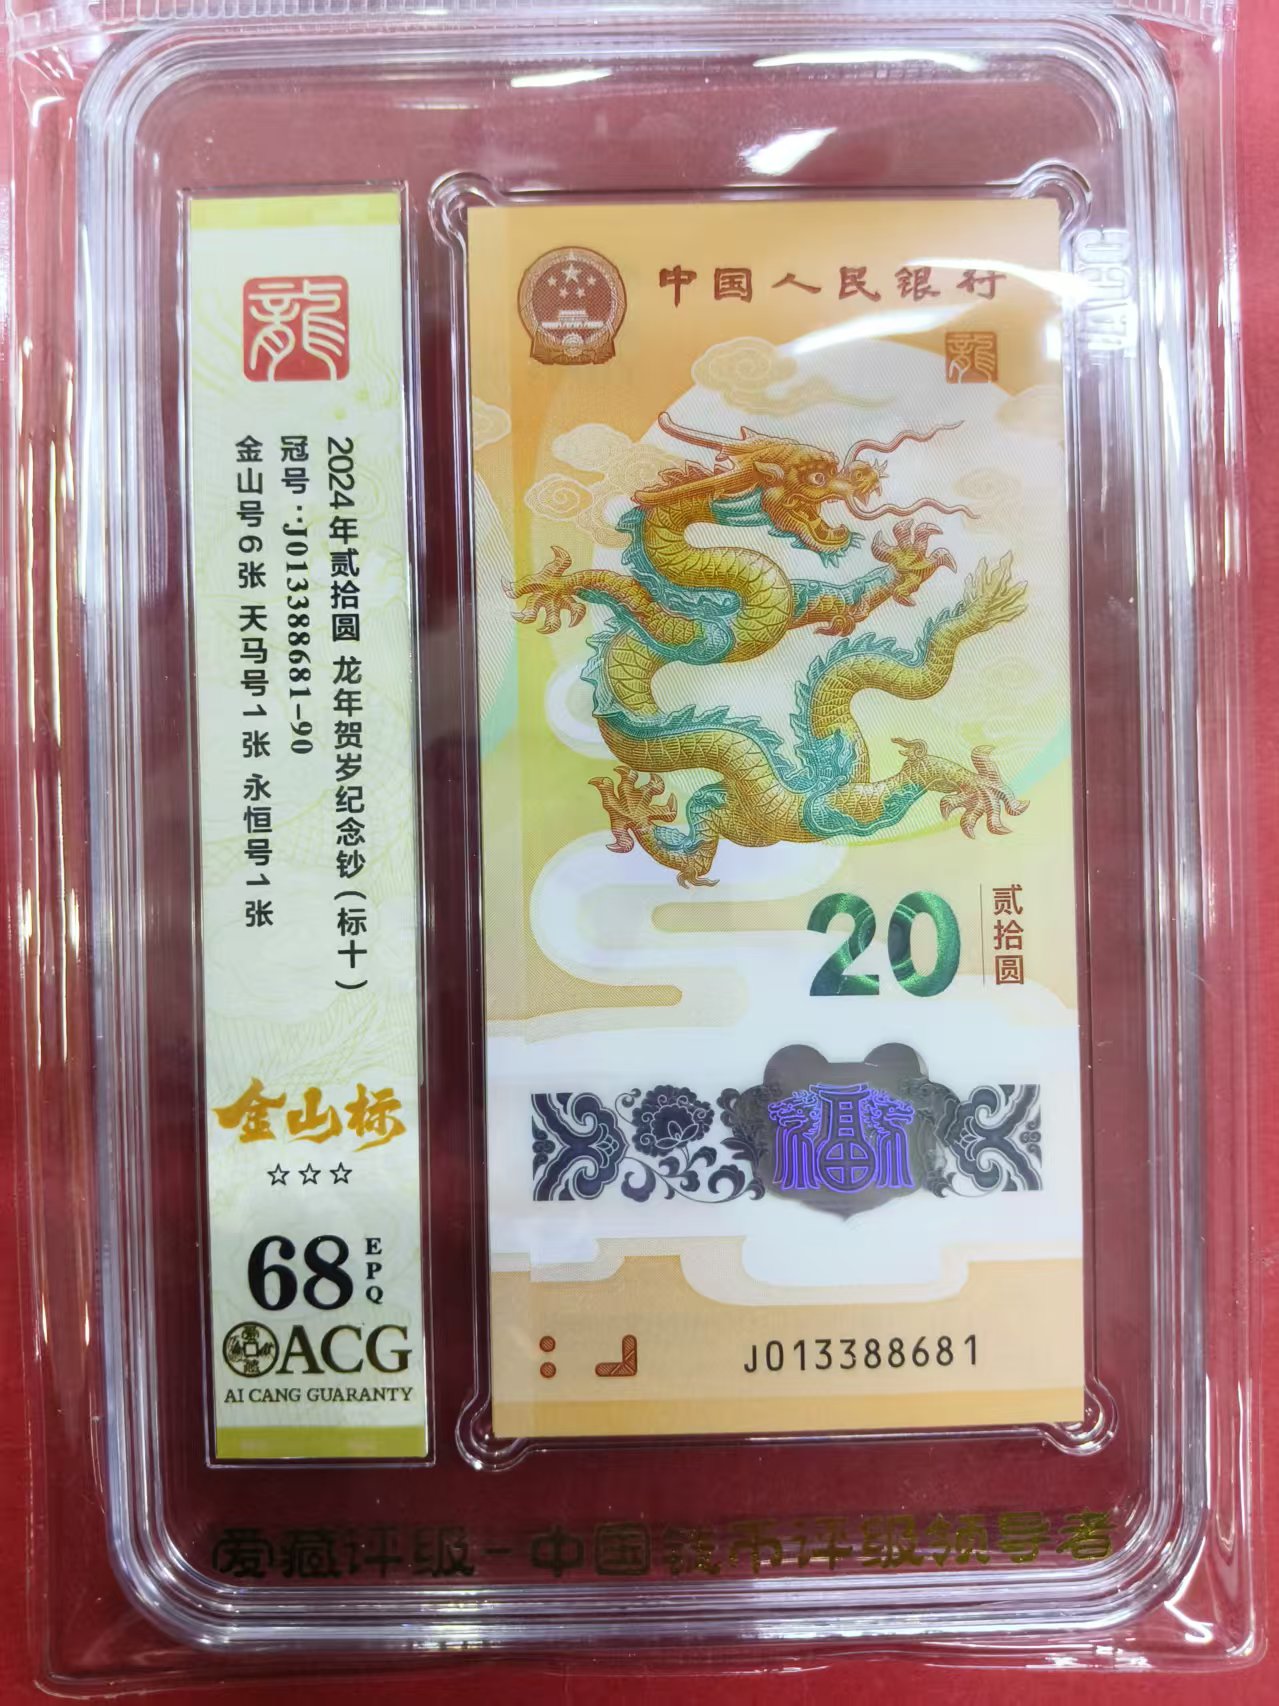 龍
2024年贰拾圆 龙年贺岁纪念钞(标十)
冠号:J013388681-90
金山号6张 天马号1张 永恒号1张
金山标
☆☆☆
68
EPQ
ACG
AI CANG GUARANTY
中国人民银行
龍
20
贰拾圆
福
J013388681
ACG
爱藏评级-中国钱币评级领导者